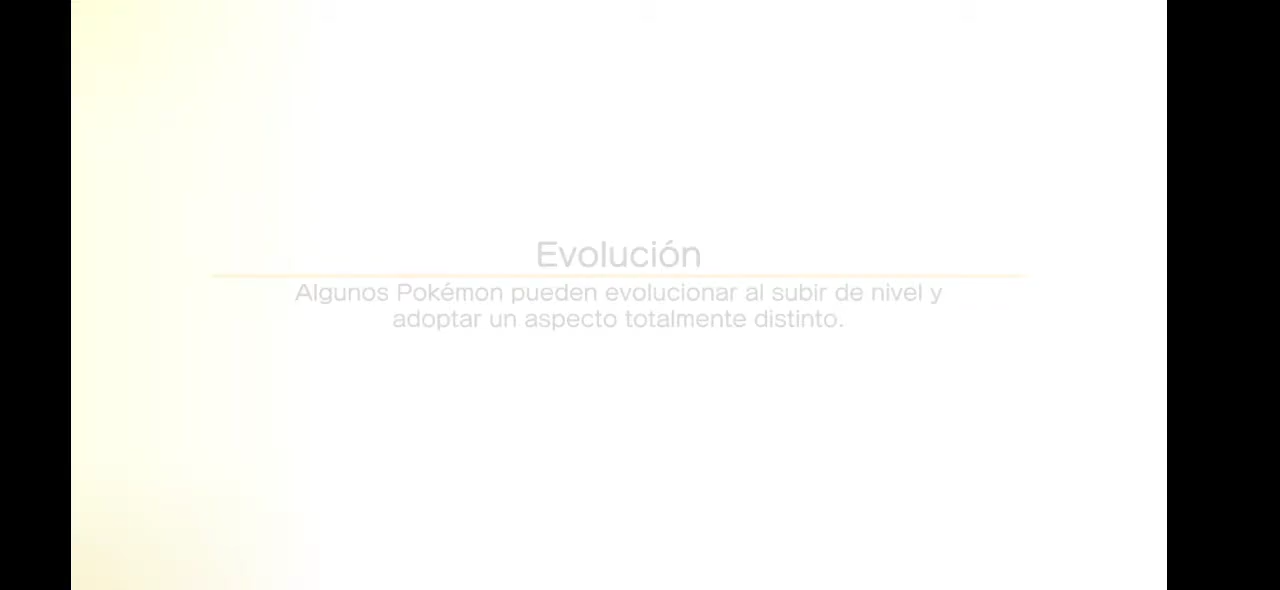 Evolución
Algunos Pokémon pueden evolucionar al subir de nivel y
adoptar un aspecto totalmente distinto.